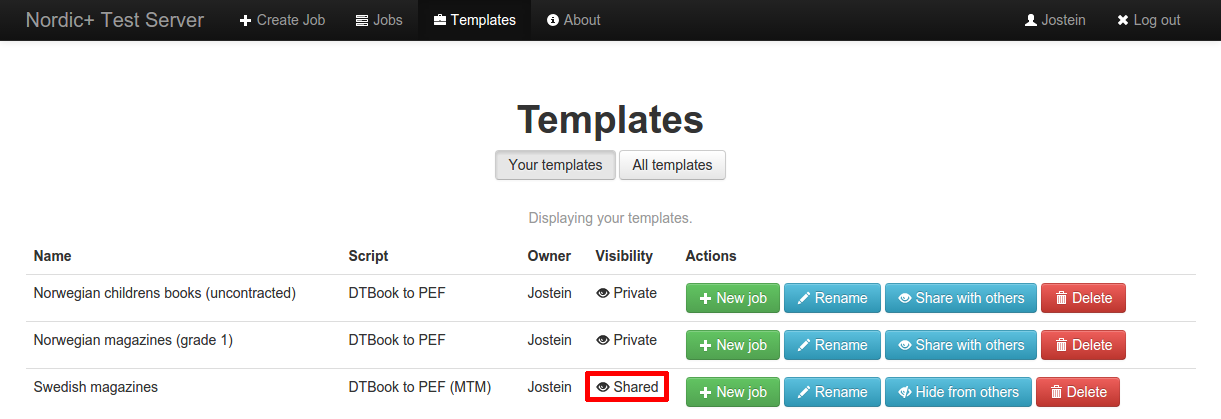 Nordic+ Test Server Create Job Jobs Templates About Jostein Log out
Templates
Your templates All templates
Displaying your templates.
Name Script Owner Visibility Actions
Norwegian childrens books (uncontracted) DTBook to PEF Jostein Private New job Rename Share with others Delete
Norwegian magazines (grade 1) DTBook to PEF Jostein Private New job Rename Share with others Delete
Swedish magazines DTBook to PEF (MTM) Jostein Shared New job Rename Hide from others Delete